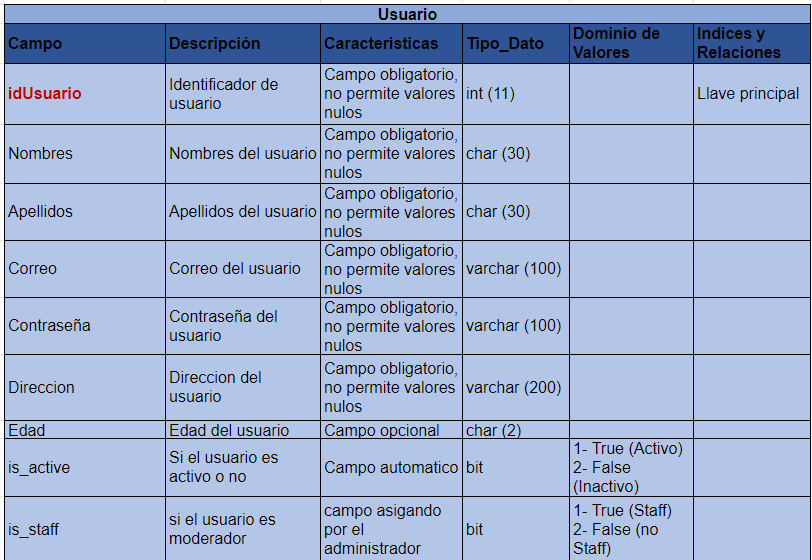 Usuario
Campo Descripción Características Tipo_Dato Dominio de Valores Indices y Relaciones
idUsuario Identificador de usuario Campo obligatorio, no permite valores nulos int (11) Llave principal
Nombres Nombres del usuario Campo obligatorio, no permite valores nulos char (30)
Apellidos Apellidos del usuario Campo obligatorio, no permite valores nulos char (30)
Correo Correo del usuario Campo obligatorio, no permite valores nulos varchar (100)
Contraseña Contraseña del usuario Campo obligatorio, no permite valores nulos varchar (100)
Direccion Direccion del usuario Campo obligatorio, no permite valores nulos varchar (200)
Edad Edad del usuario Campo opcional char (2)
is_active Si el usuario es activo o no Campo automatico bit 1- True (Activo) 2- False (Inactivo)
is_staff si el usuario es moderador campo asigando por el administrador bit 1- True (Staff) 2- False (no Staff)